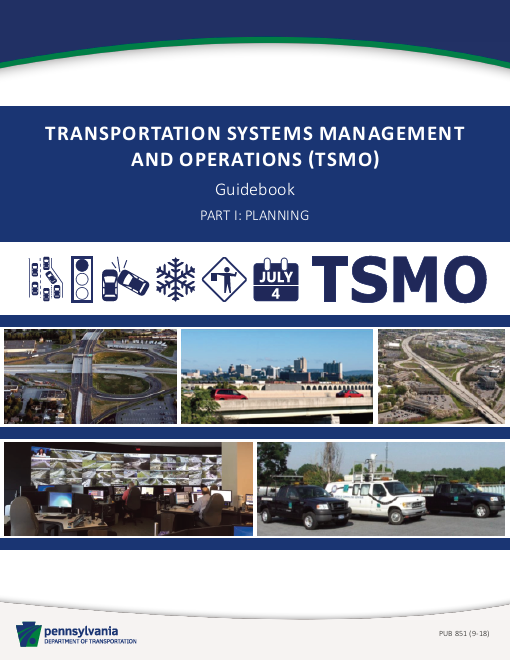 TRANSPORTATION SYSTEMS MANAGEMENT
AND OPERATIONS (TSMO)
Guidebook
PART I: PLANNING
JULY
4
TSMO
pennsylvania
DEPARTMENT OF TRANSPORTATION
PUB 851 (9-18)